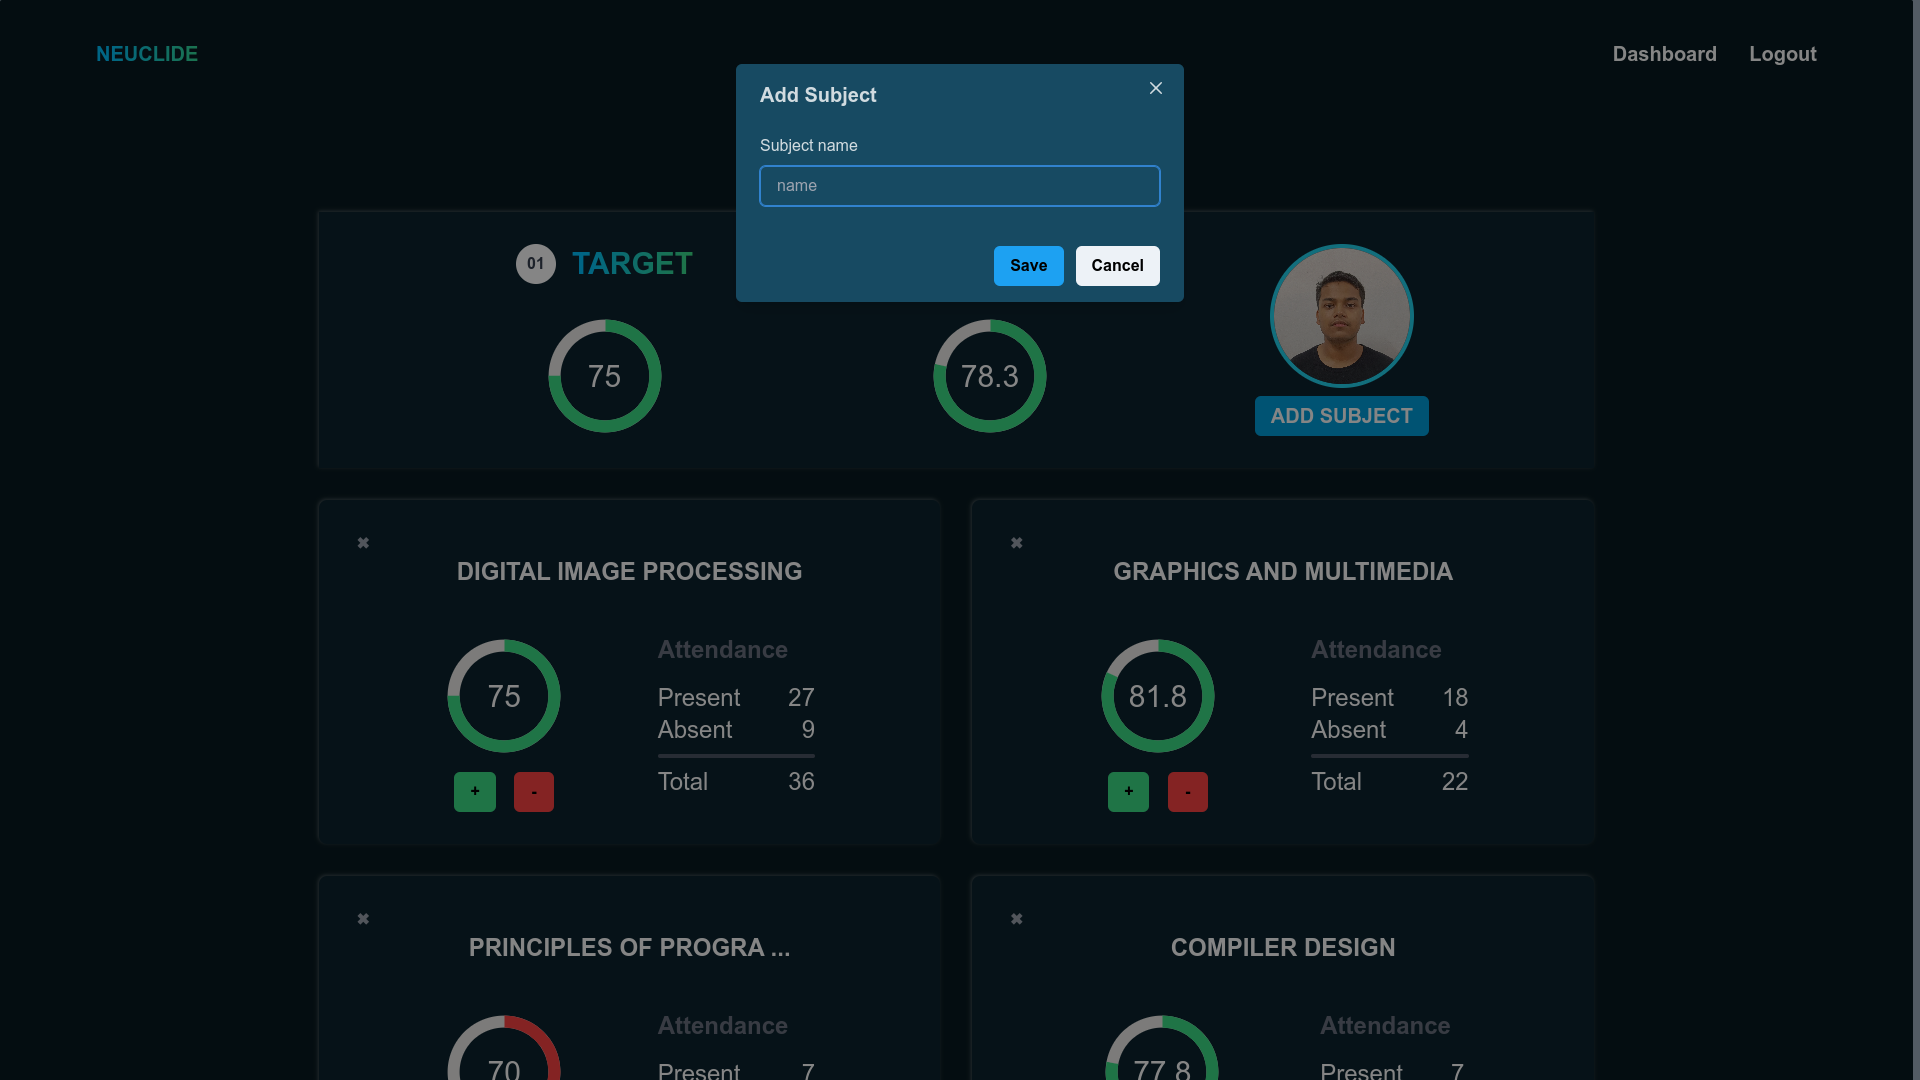 NEUCLIDE
Dashboard Logout
Add Subject
Subject name
name
Save Cancel
01 TARGET
75
78.3
ADD SUBJECT
DIGITAL IMAGE PROCESSING
75
+ -
Attendance
Present 27
Absent 9
Total 36
GRAPHICS AND MULTIMEDIA
81.8
+ -
Attendance
Present 18
Absent 4
Total 22
PRINCIPLES OF PROGRA ...
70
Attendance
Present 7
COMPILER DESIGN
77.8
Attendance
Present 7